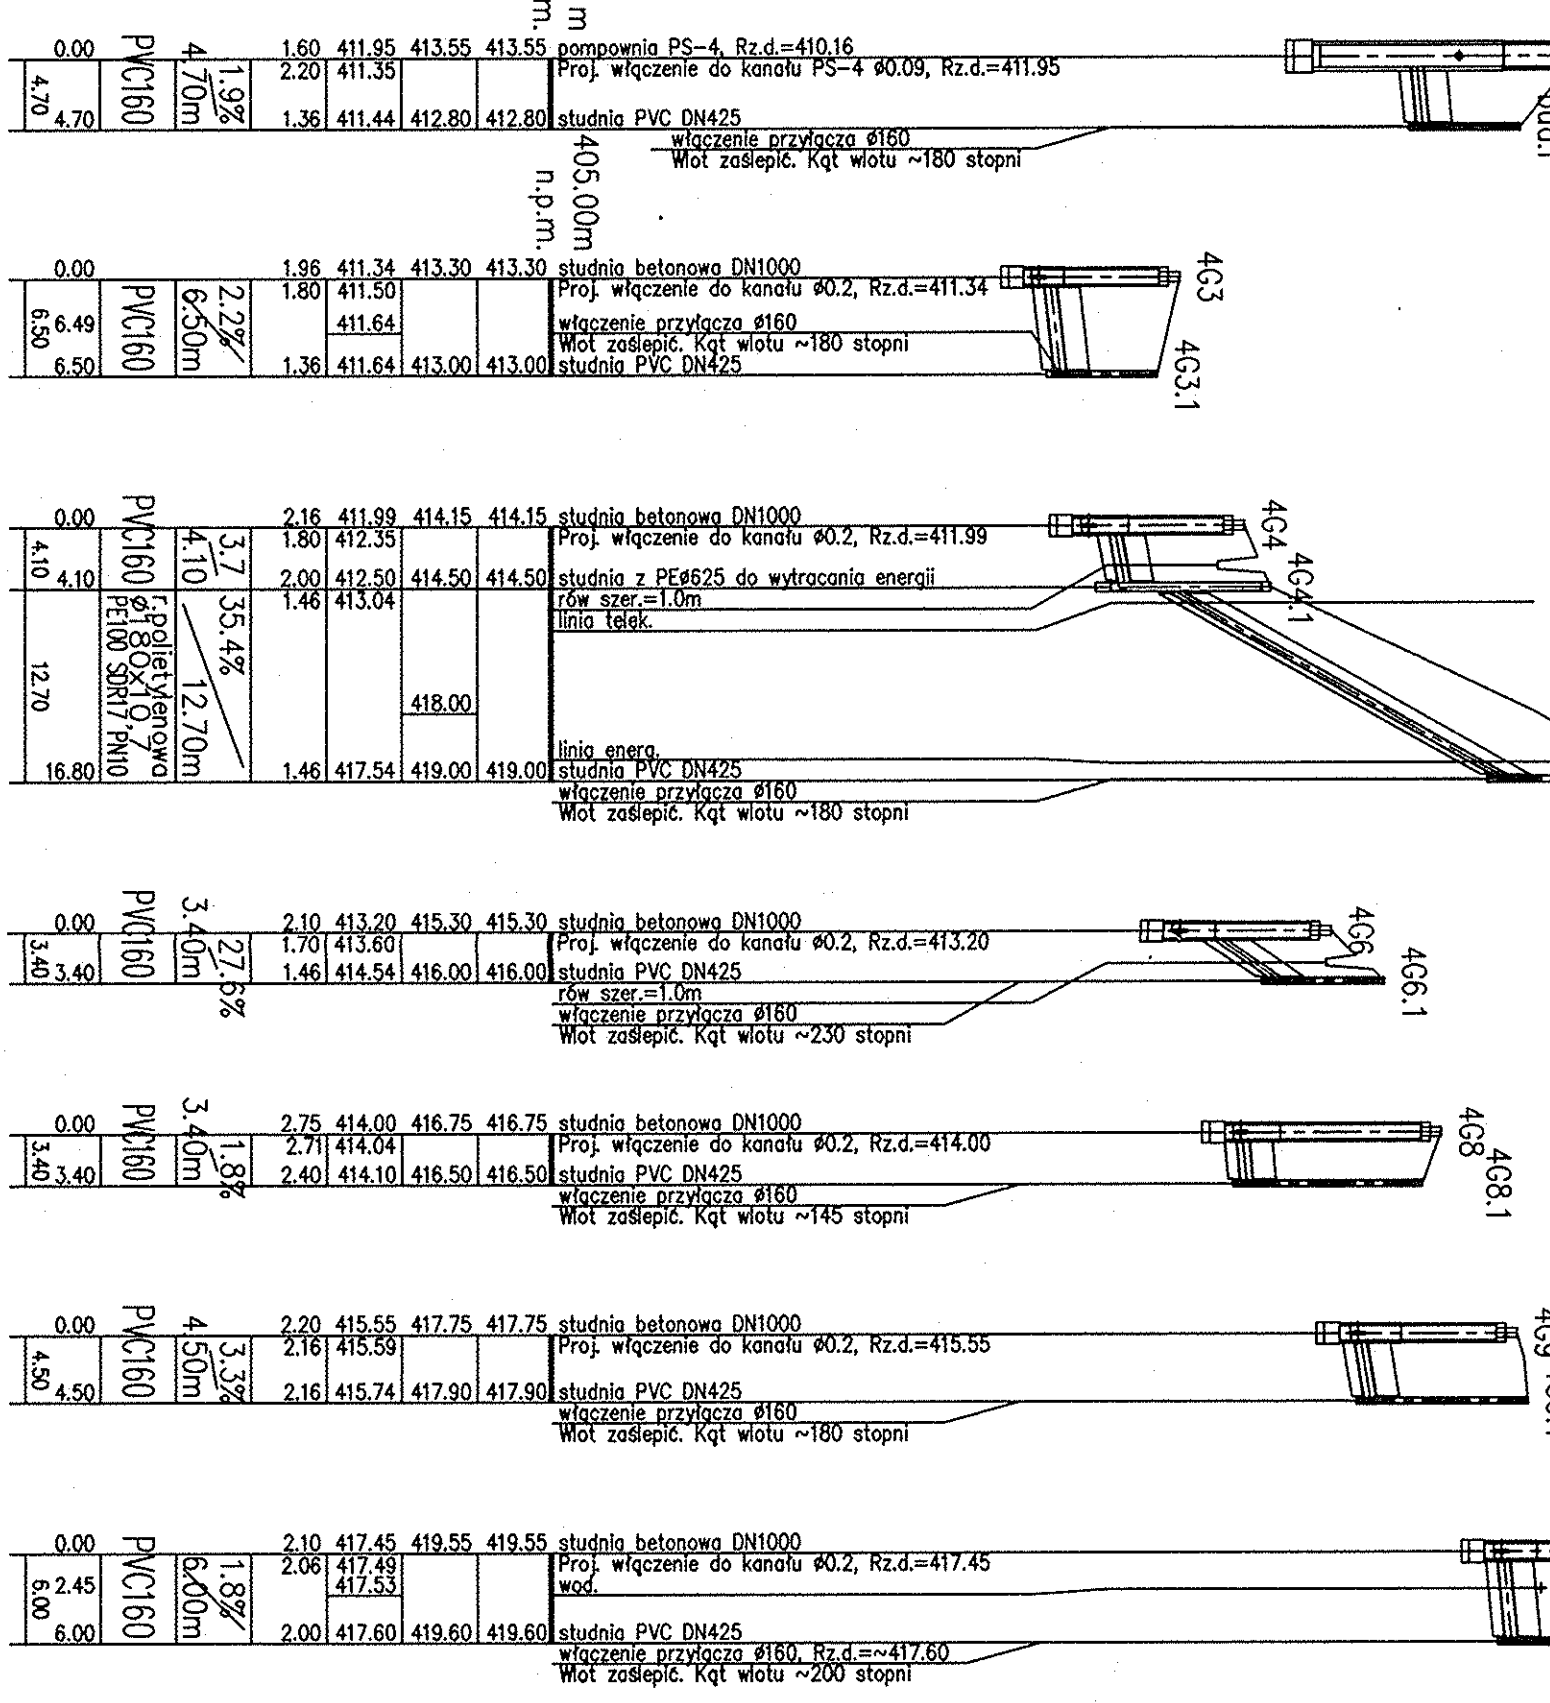 m
m.
0.00 1.60 411.95 413.55 413.55 pompownia PS-4, Rz.d.=410.16
2.20 411.35 Proj. włączenie do kanału PS-4 ø0.09, Rz.d.=411.95
4.70 4.70 PVC160 1.9% 4.70m
1.36 411.44 412.80 412.80 studnia PVC DN425
włączenie przyłącza ø160
Wlot zaślepić. Kąt wlotu ~180 stopni
405.00m
n.p.m.
0.00 1.96 411.34 413.30 413.30 studnia betonowa DN1000
1.80 411.50 Proj. włączenie do kanału ø0.2, Rz.d.=411.34
6.50 6.49 PVC160 2.2% 6.50m
411.64 włączenie przyłącza ø160
Wlot zaślepić. Kąt wlotu ~180 stopni
6.50 1.36 411.64 413.00 413.00 studnia PVC DN425
4G3
4G3.1
0.00 2.16 411.99 414.15 414.15 studnia betonowa DN1000
1.80 412.35 Proj. włączenie do kanału ø0.2, Rz.d.=411.99
4.10 4.10 PVC160 3.7 4.10
2.00 412.50 414.50 414.50 studnia z PEø625 do wytrącania energii
1.46 413.04 rów szer.=1.0m
linia telek.
12.70 r.polietylenowa
ø180x10,7
PE100 SDR17,PN10
35.4% 12.70m
418.00
linia energ.
16.80 1.46 417.54 419.00 419.00 studnia PVC DN425
włączenie przyłącza ø160
Wlot zaślepić. Kąt wlotu ~180 stopni
4G4
4G4.1
0.00 2.10 413.20 415.30 415.30 studnia betonowa DN1000
1.70 413.60 Proj. włączenie do kanału ø0.2, Rz.d.=413.20
3.40 3.40 PVC160 27.6% 3.40m
1.46 414.54 416.00 416.00 studnia PVC DN425
rów szer.=1.0m
włączenie przyłącza ø160
Wlot zaślepić. Kąt wlotu ~230 stopni
4G6
4G6.1
0.00 2.75 414.00 416.75 416.75 studnia betonowa DN1000
2.71 414.04 Proj. włączenie do kanału ø0.2, Rz.d.=414.00
3.40 3.40 PVC160 1.8% 3.40m
2.40 414.10 416.50 416.50 studnia PVC DN425
włączenie przyłącza ø160
Wlot zaślepić. Kąt wlotu ~145 stopni
4G8
4G8.1
0.00 2.20 415.55 417.75 417.75 studnia betonowa DN1000
2.16 415.59 Proj. włączenie do kanału ø0.2, Rz.d.=415.55
4.50 4.50 PVC160 3.3% 4.50m
2.16 415.74 417.90 417.90 studnia PVC DN425
włączenie przyłącza ø160
Wlot zaślepić. Kąt wlotu ~180 stopni
4G9
0.00 2.10 417.45 419.55 419.55 studnia betonowa DN1000
2.06 417.49 Proj. włączenie do kanału ø0.2, Rz.d.=417.45
6.00 2.45 PVC160 1.8% 6.00m
417.53 wod.
6.00 2.00 417.60 419.60 419.60 studnia PVC DN425
włączenie przyłącza ø160, Rz.d.=~417.60
Wlot zaślepić. Kąt wlotu ~200 stopni